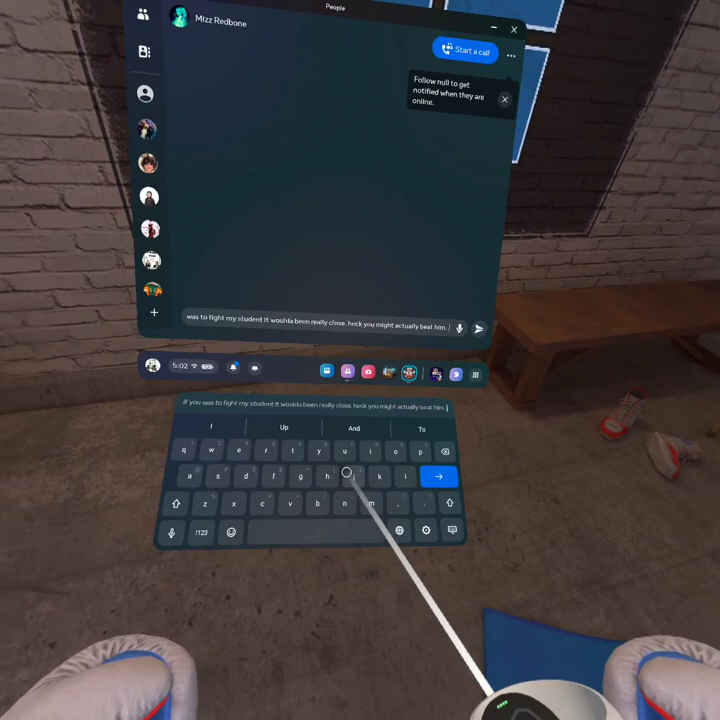 People
Mizz Redbone
Start a call
Follow null to get
notified when they are
online.
was to fight my student it woulda been really close, heck you might actually beat him.
5:02
If you was to fight my student it woulda been really close, heck you might actually beat him.
I Up And To
q w e r t y u i o p
a s d f g h j k l
z x c v b n m , .
!123